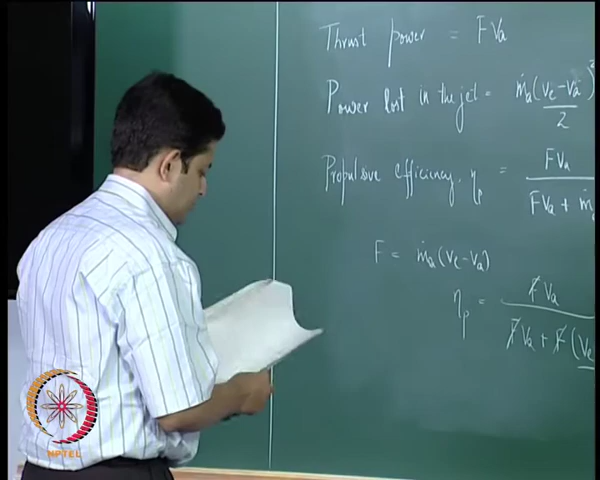 Thrust power = F Va
Power lost in the jet = ṁa (Ve - Va)² / 2
Propulsive efficiency, ηp = F Va / F Va + ṁ
F = ṁa (Ve - Va)
ηp = F Va / F Va + F (Ve
NPTEL